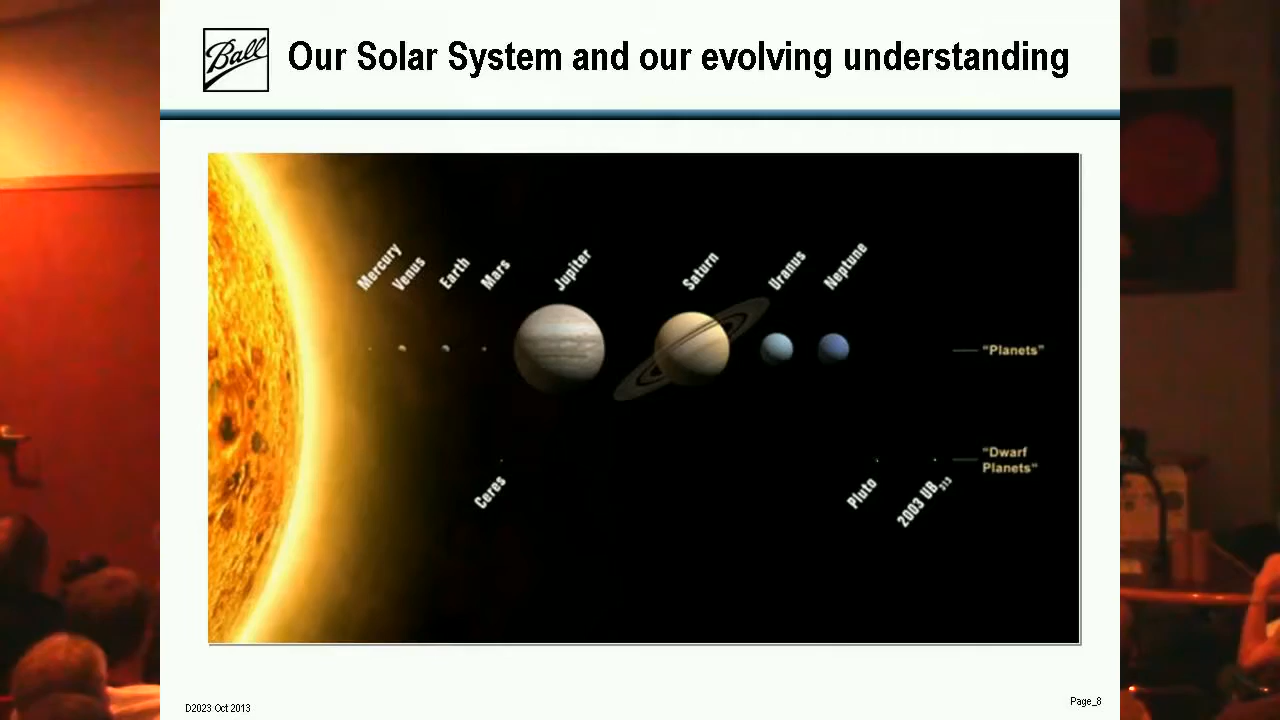 Ball
Our Solar System and our evolving understanding
Mercury
Venus
Earth
Mars
Jupiter
Saturn
Uranus
Neptune
"Planets"
Ceres
Pluto
2003 UB313
"Dwarf
Planets"
D2023 Oct 2013
Page_8